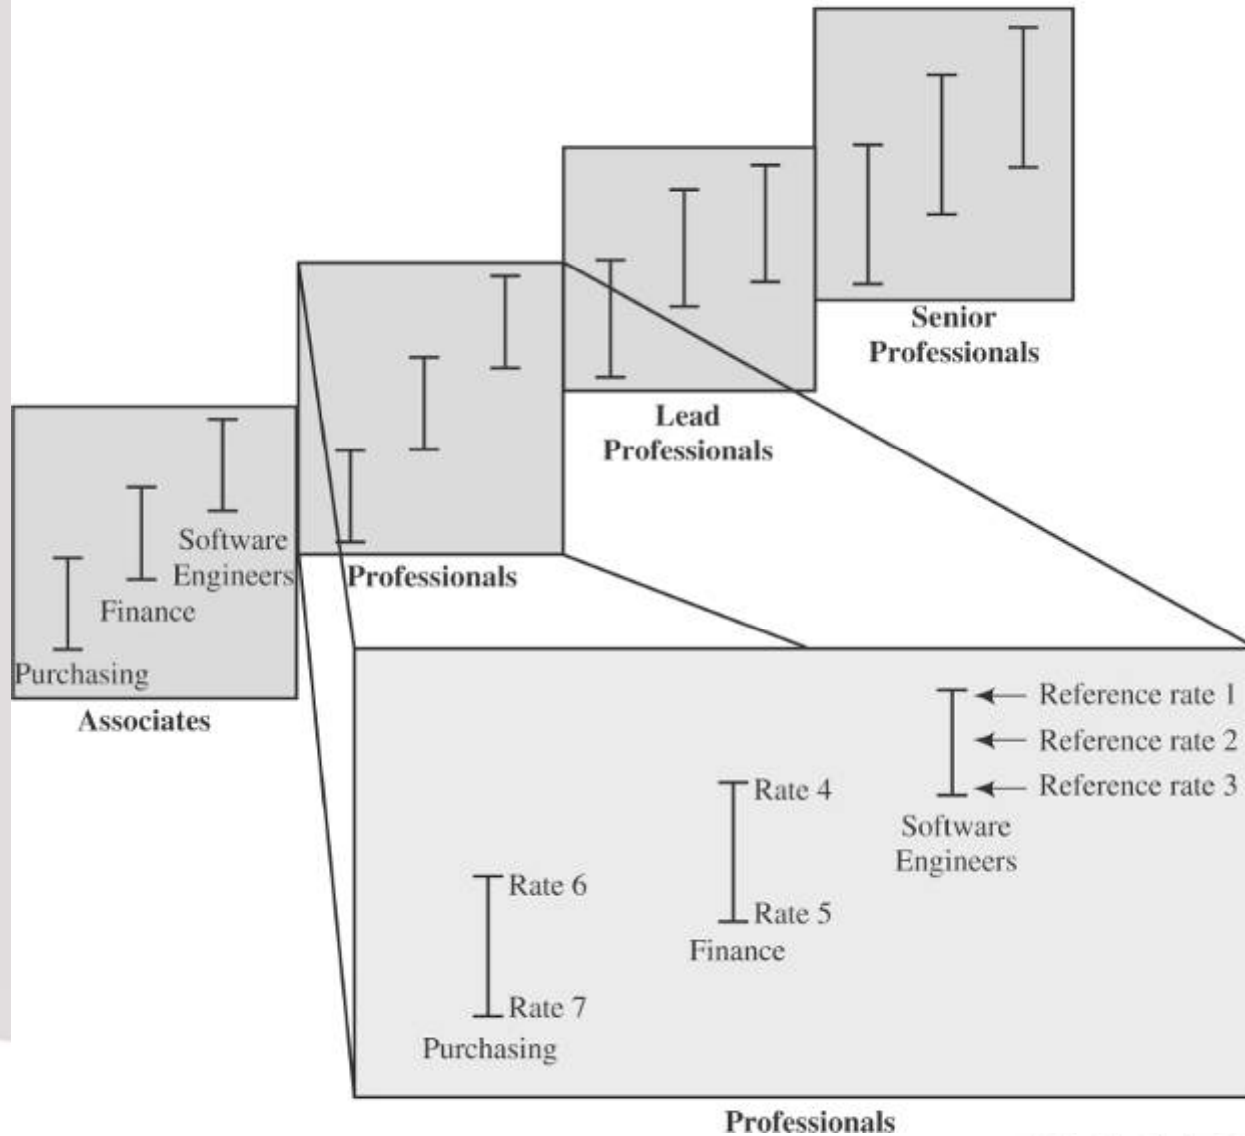 Senior
Professionals
Lead
Professionals
Software
Engineers
Professionals
Finance
Purchasing
Associates
Reference rate 1
Reference rate 2
Reference rate 3
Rate 4
Software
Engineers
Rate 6
Rate 5
Finance
Rate 7
Purchasing
Professionals